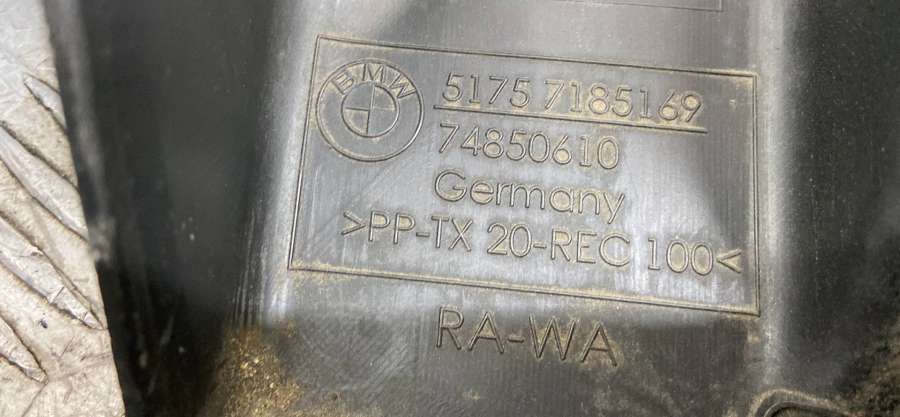 BMW
5175 7185169
74850610
Germany
>PP-TX 20-REC 100<
RA-WA